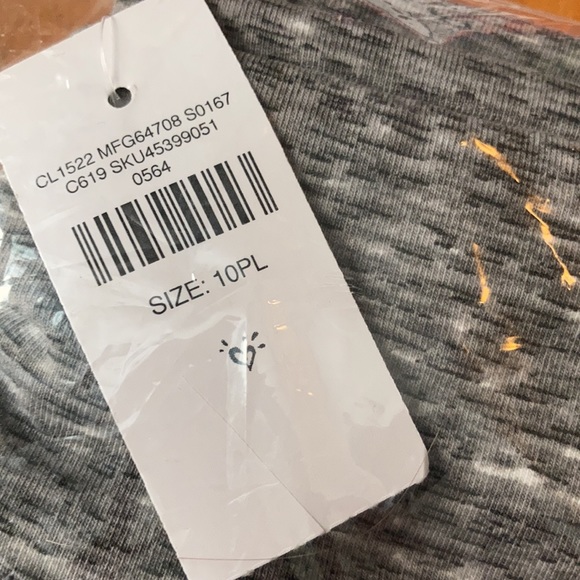 CL1522 MFG64708 S0167
C619 SKU45399051
0564
SIZE: 10PL